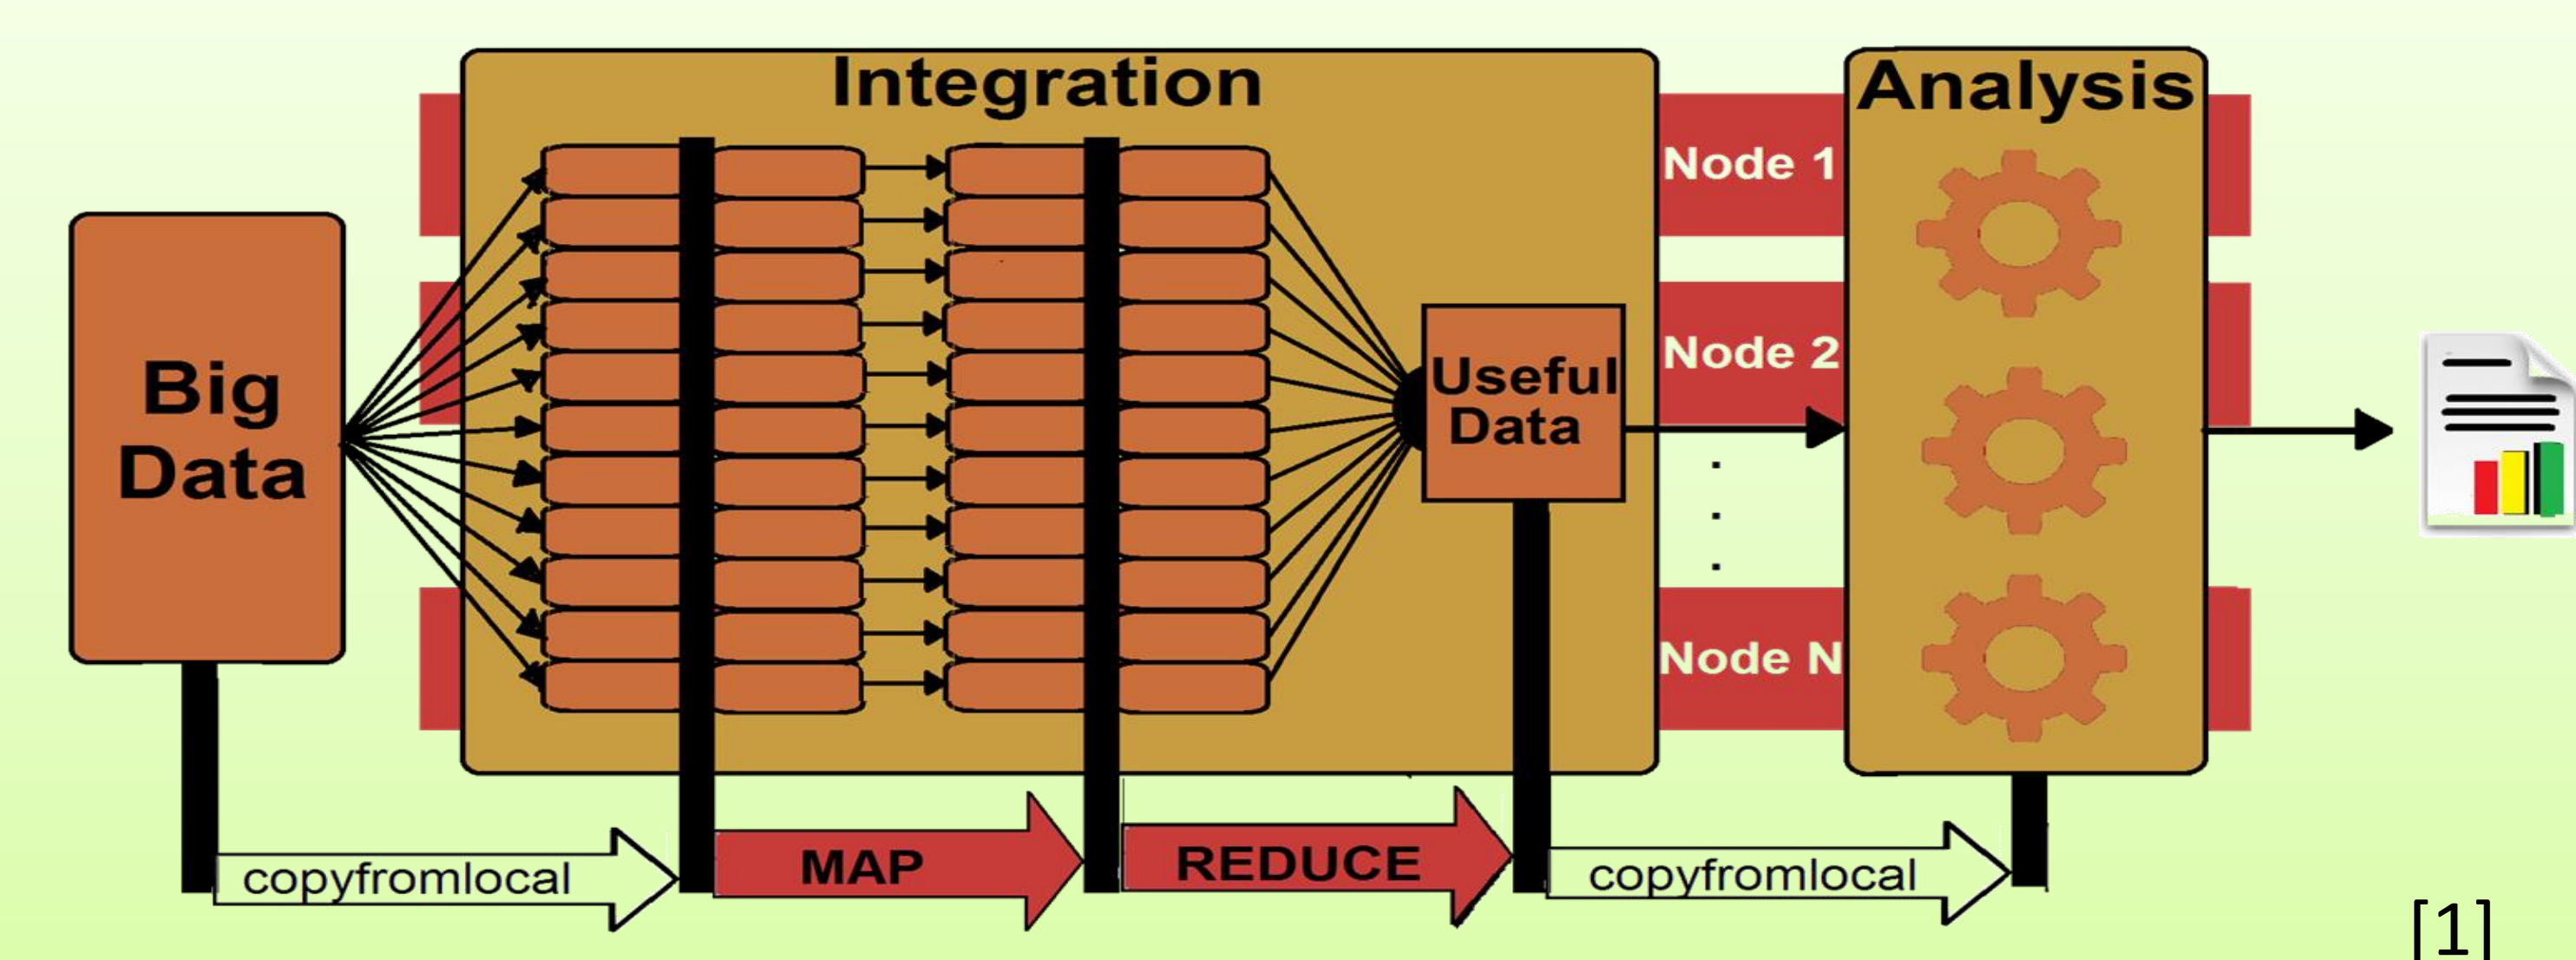 Integration
Analysis
Node 1
Big
Data
Useful
Data
Node 2
.
.
.
Node N
copyfromlocal
MAP
REDUCE
copyfromlocal
[1]